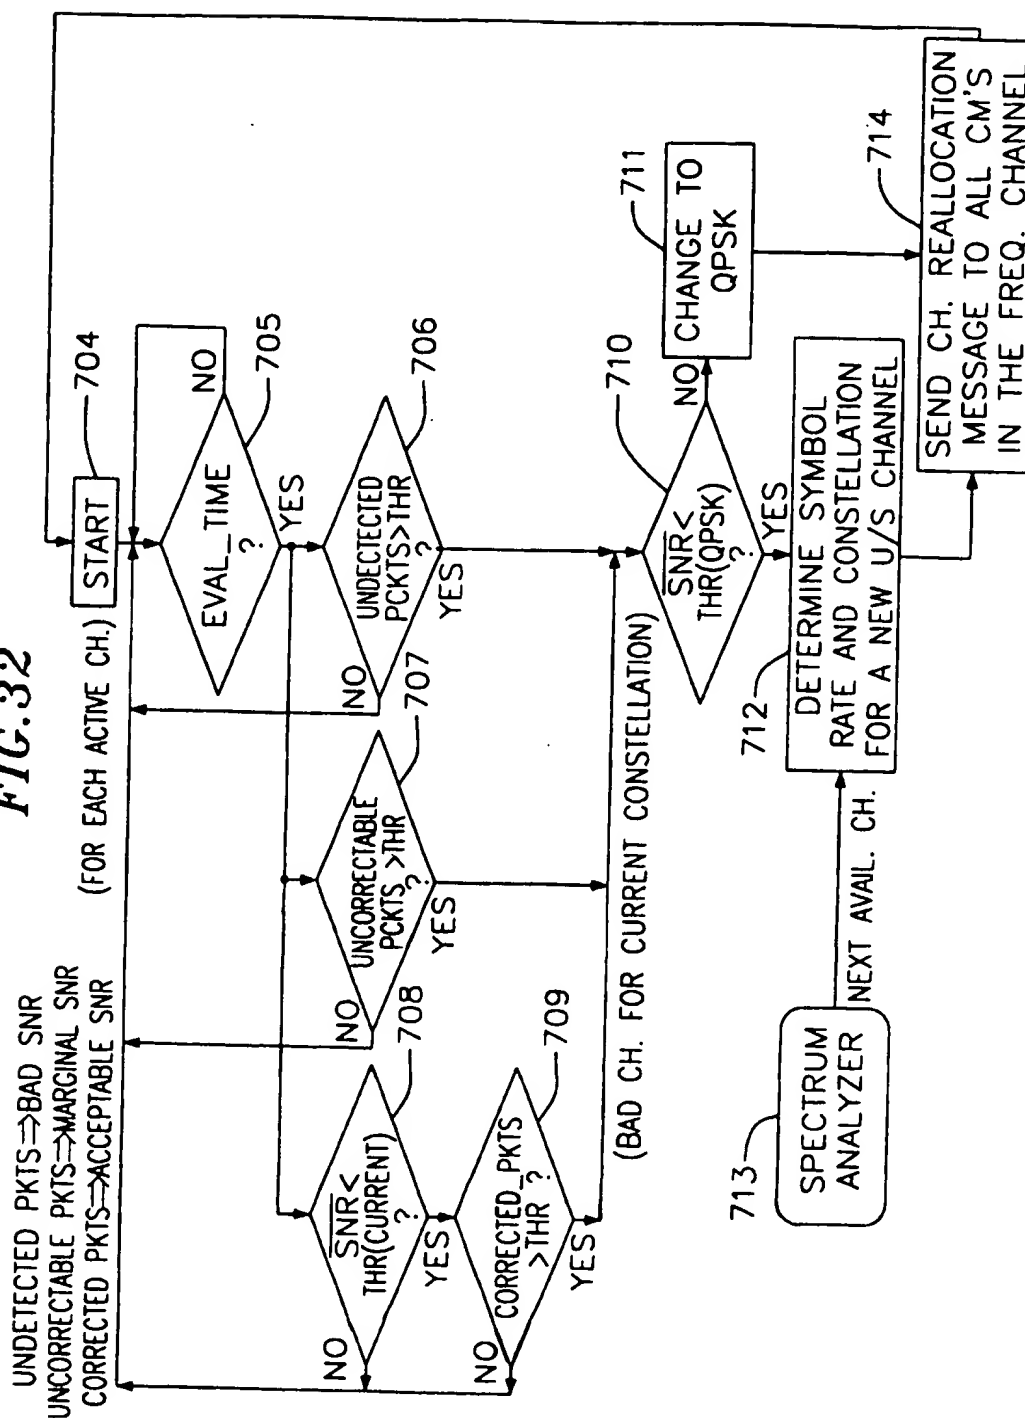 FIG.32
UNDETECTED PKTS⇒BAD SNR
UNCORRECTABLE PKTS⇒MARGINAL SNR
CORRECTED PKTS⇒ACCEPTABLE SNR
(FOR EACH ACTIVE CH.)
START
704
EVAL_TIME
?
705
NO
YES
UNDETECTED
PCKTS>THR
?
706
NO
YES
UNCORRECTABLE
PCKTS >THR
?
707
NO
YES
SNR<
THR(CURRENT)
?
708
NO
YES
CORRECTED_PKTS
>THR ?
709
NO
YES
(BAD CH. FOR CURRENT CONSTELLATION)
SNR<
THR(QPSK)
?
710
NO
YES
CHANGE TO
QPSK
711
DETERMINE SYMBOL
RATE AND CONSTELLATION
FOR A NEW U/S CHANNEL
712
SPECTRUM
ANALYZER
713
NEXT AVAIL. CH.
SEND CH. REALLOCATION
MESSAGE TO ALL CM'S
IN THE FREQ. CHANNEL
714